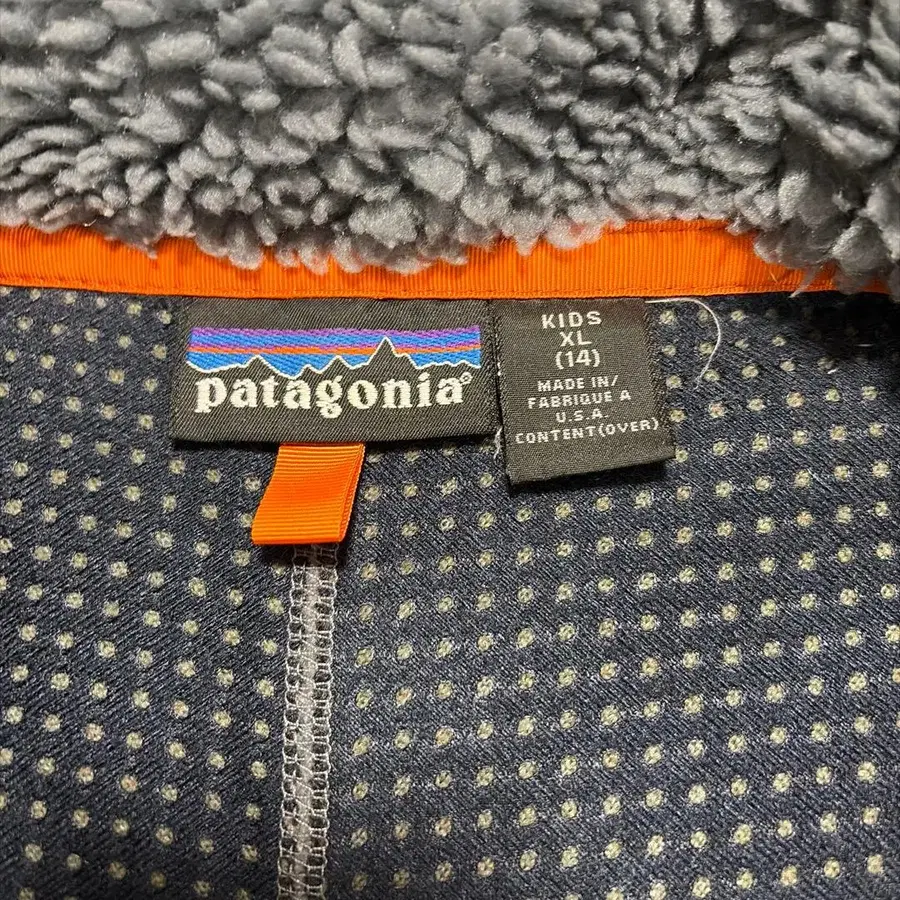 patagonia®
KIDS
XL
(14)
MADE IN/
FABRIQUE A
U.S.A.
CONTENT(OVER)